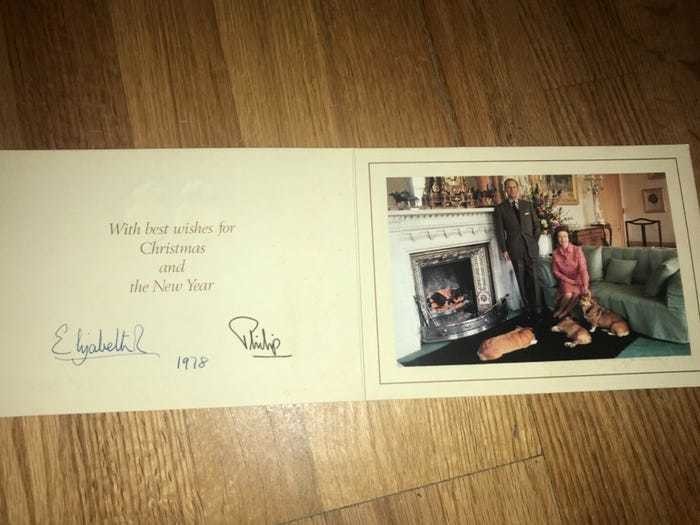 With best wishes for
Christmas
and
the New Year
Elizabeth R
1978
Philip